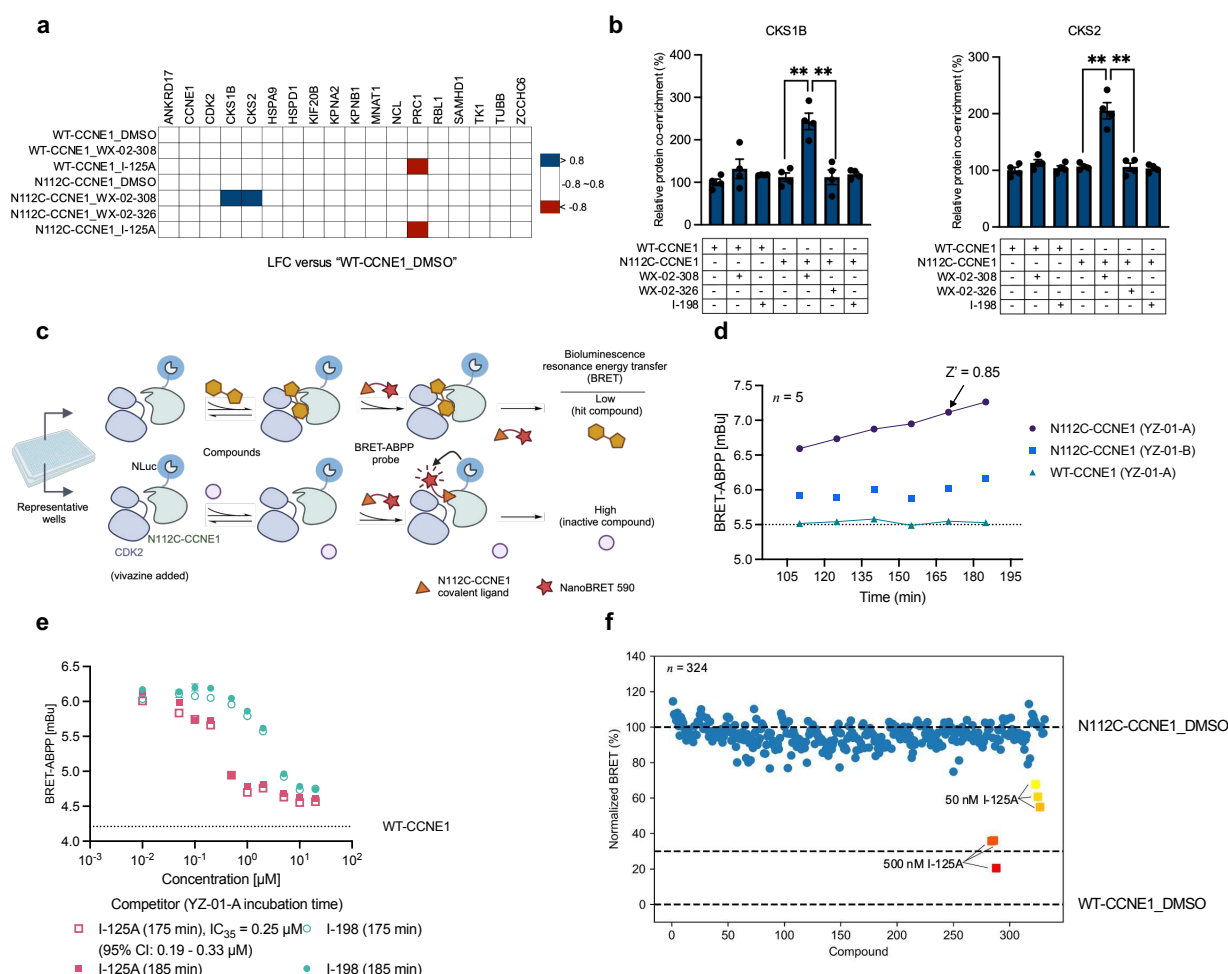 a
ANKRD17
CCNE1
CDK2
CKS1B
CKS2
HSPA9
HSPD1
KIF20B
KPNA2
KPNB1
MNAT1
NCL
PRC1
RBL1
SAMHD1
TK1
TUBB
ZCCHC6
WT-CCNE1_DMSO
WT-CCNE1_WX-02-308
WT-CCNE1_I-125A
N112C-CCNE1_DMSO
N112C-CCNE1_WX-02-308
N112C-CCNE1_WX-02-326
N112C-CCNE1_I-125A
> 0.8
-0.8 ~0.8
< -0.8
LFC versus "WT-CCNE1_DMSO"
b
CKS1B
Relative protein co-enrichment (%)
400
300
200
100
0
** **
WT-CCNE1 + + + - - - -
N112C-CCNE1 - - - + + + +
WX-02-308 - + - - + - -
WX-02-326 - - - - - + -
I-198 - - + - - - +
CKS2
Relative protein co-enrichment (%)
300
200
100
0
** **
WT-CCNE1 + + + - - - -
N112C-CCNE1 - - - + + + +
WX-02-308 - + - - + - -
WX-02-326 - - - - - + -
I-198 - - + - - - +
c
Representative
wells
NLuc
CDK2
N112C-CCNE1
(vivazine added)
Compounds
BRET-ABPP
probe
Bioluminescence
resonance energy transfer
(BRET)
Low
(hit compound)
High
(inactive compound)
N112C-CCNE1
covalent ligand
NanoBRET 590
d
n = 5
Z' = 0.85
BRET-ABPP [mBu]
7.5
7.0
6.5
6.0
5.5
5.0
105 125 135 145 155 165 175 185 195
Time (min)
N112C-CCNE1 (YZ-01-A)
N112C-CCNE1 (YZ-01-B)
WT-CCNE1 (YZ-01-A)
e
BRET-ABPP [mBu]
6.5
6.0
5.5
5.0
4.5
4.0
WT-CCNE1
10-3 10-2 10-1 100 101 102
Concentration [µM]
Competitor (YZ-01-A incubation time)
I-125A (175 min), IC35 = 0.25 µM
(95% CI: 0.19 - 0.33 µM)
I-198 (175 min)
I-125A (185 min)
I-198 (185 min)
f
n = 324
Normalized BRET (%)
140
120
100
80
60
40
20
0
N112C-CCNE1_DMSO
50 nM I-125A
500 nM I-125A
WT-CCNE1_DMSO
0 50 100 150 200 250 300
Compound